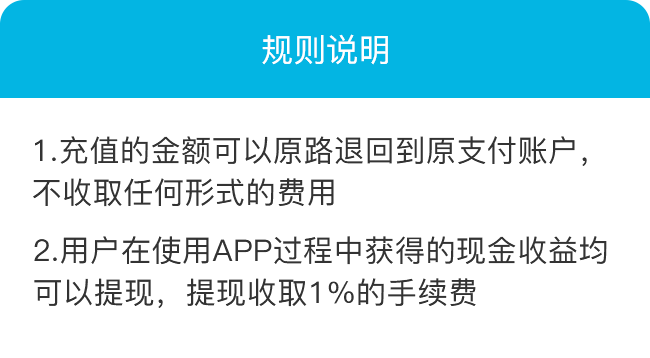 规则说明
1.充值的金额可以原路退回到原支付账户，
不收取任何形式的费用
2.用户在使用APP过程中获得的现金收益均
可以提现，提现收取1%的手续费